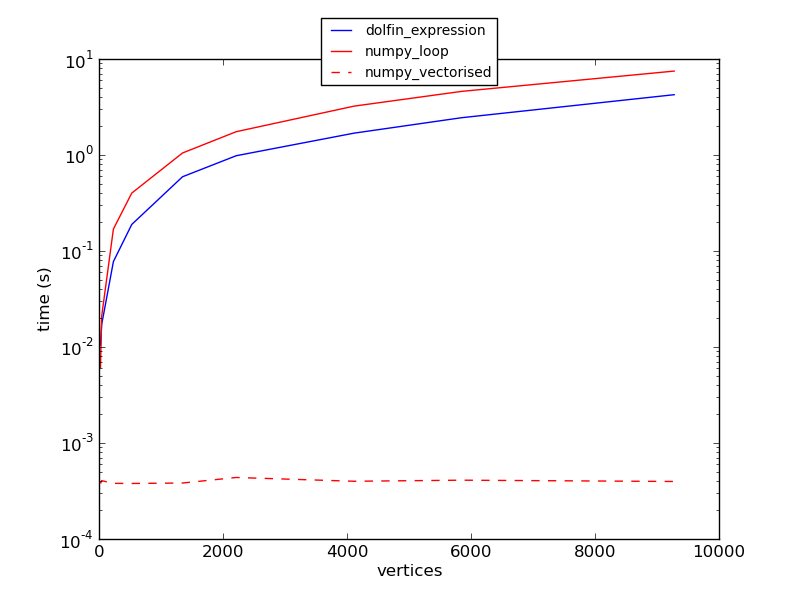 dolfin_expression
numpy_loop
numpy_vectorised
10^1
10^0
10^-1
10^-2
10^-3
10^-4
time (s)
0 2000 4000 6000 8000 10000
vertices